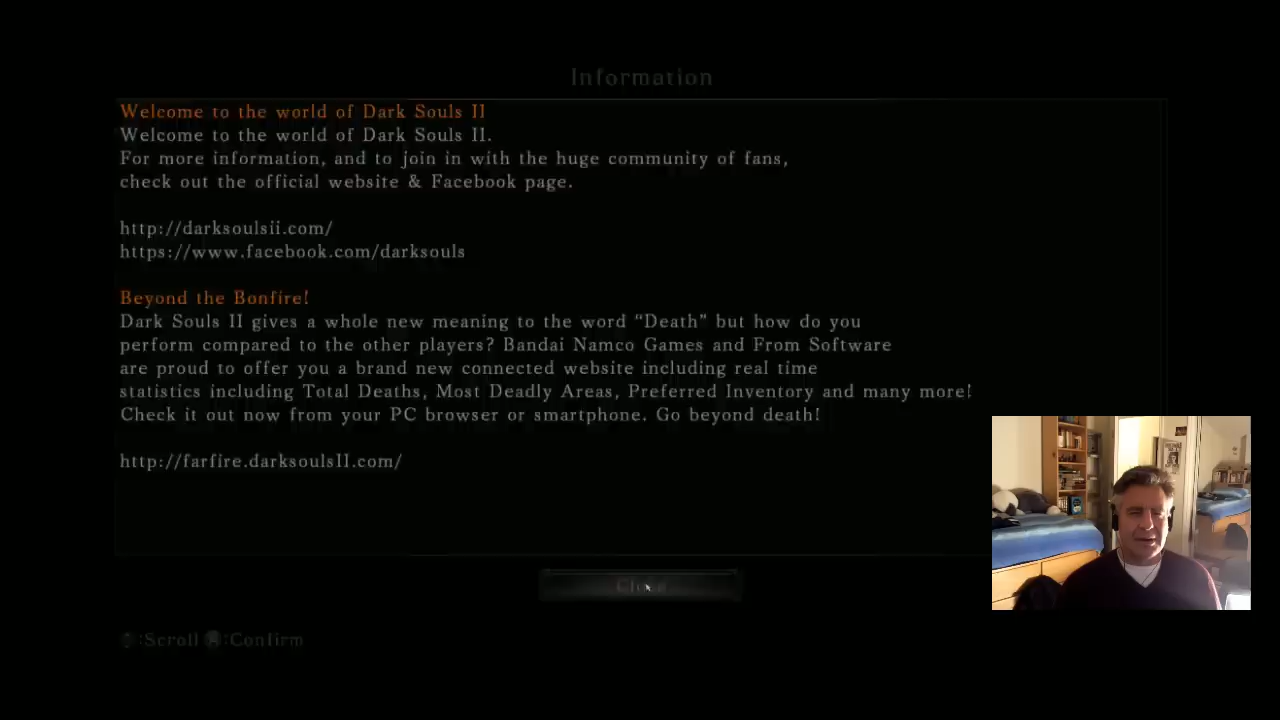 Information
Welcome to the world of Dark Souls II
Welcome to the world of Dark Souls II.
For more information, and to join in with the huge community of fans,
check out the official website & Facebook page.
http://darksoulsii.com/
https://www.facebook.com/darksouls
Beyond the Bonfire!
Dark Souls II gives a whole new meaning to the word “Death” but how do you
perform compared to the other players? Bandai Namco Games and From Software
are proud to offer you a brand new connected website including real time
statistics including Total Deaths, Most Deadly Areas, Preferred Inventory and many more!
Check it out now from your PC browser or smartphone. Go beyond death!
http://farfire.darksoulsII.com/
Close
:Scroll :Confirm